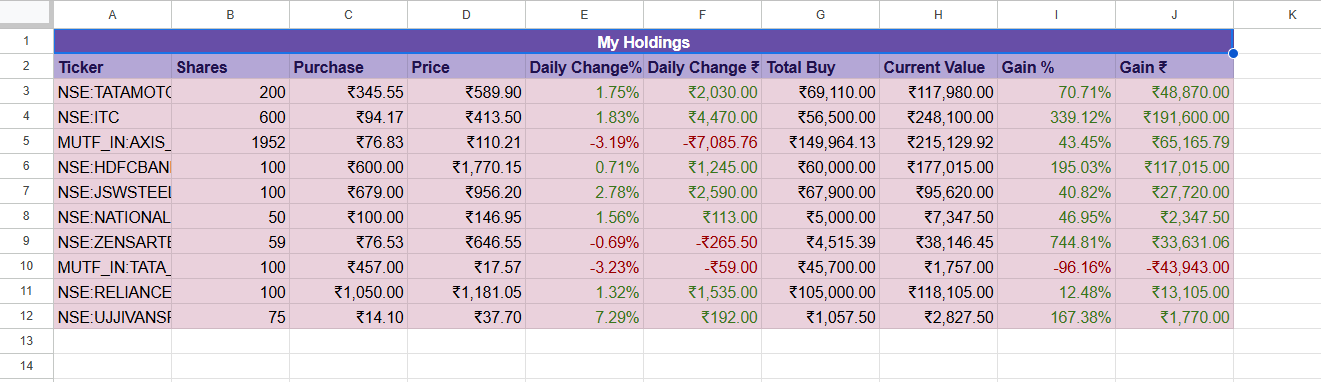 A B C D E F G H I J K
1 My Holdings
2 Ticker Shares Purchase Price Daily Change% Daily Change ₹ Total Buy Current Value Gain % Gain ₹
3 NSE:TATAMOTO 200 ₹345.55 ₹589.90 1.75% ₹2,030.00 ₹69,110.00 ₹117,980.00 70.71% ₹48,870.00
4 NSE:ITC 600 ₹94.17 ₹413.50 1.83% ₹4,470.00 ₹56,500.00 ₹248,100.00 339.12% ₹191,600.00
5 MUTF_IN:AXIS_ 1952 ₹76.83 ₹110.21 -3.19% -₹7,085.76 ₹149,964.13 ₹215,129.92 43.45% ₹65,165.79
6 NSE:HDFCBAN 100 ₹600.00 ₹1,770.15 0.71% ₹1,245.00 ₹60,000.00 ₹177,015.00 195.03% ₹117,015.00
7 NSE:JSWSTEEL 100 ₹679.00 ₹956.20 2.78% ₹2,590.00 ₹67,900.00 ₹95,620.00 40.82% ₹27,720.00
8 NSE:NATIONAL 50 ₹100.00 ₹146.95 1.56% ₹113.00 ₹5,000.00 ₹7,347.50 46.95% ₹2,347.50
9 NSE:ZENSARTE 59 ₹76.53 ₹646.55 -0.69% -₹265.50 ₹4,515.39 ₹38,146.45 744.81% ₹33,631.06
10 MUTF_IN:TATA_ 100 ₹457.00 ₹17.57 -3.23% -₹59.00 ₹45,700.00 ₹1,757.00 -96.16% -₹43,943.00
11 NSE:RELIANCE 100 ₹1,050.00 ₹1,181.05 1.32% ₹1,535.00 ₹105,000.00 ₹118,105.00 12.48% ₹13,105.00
12 NSE:UJJIVANSF 75 ₹14.10 ₹37.70 7.29% ₹192.00 ₹1,057.50 ₹2,827.50 167.38% ₹1,770.00
13
14